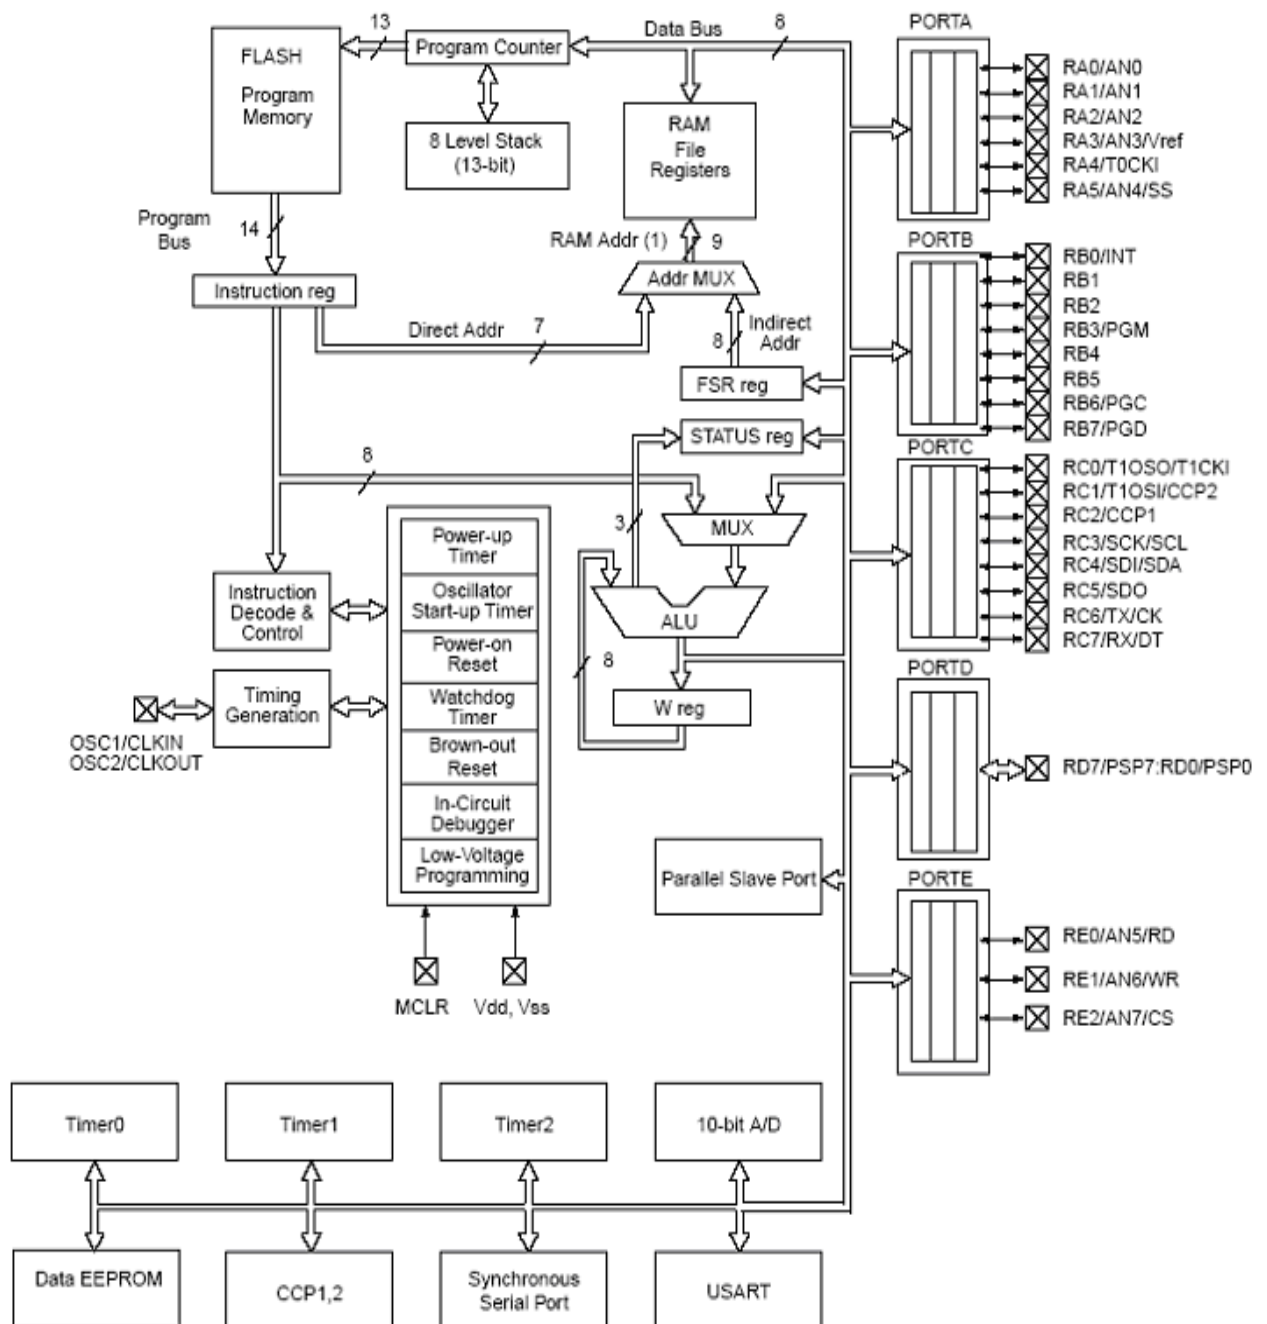 13
Data Bus
8
PORTA
FLASH
Program
Memory
Program Counter
8 Level Stack
(13-bit)
RAM
File
Registers
RA0/AN0
RA1/AN1
RA2/AN2
RA3/AN3/Vref
RA4/T0CKI
RA5/AN4/SS
Program
Bus
14
RAM Addr (1)
9
PORTB
Addr MUX
Instruction reg
Direct Addr
7
8
Indirect
Addr
FSR reg
RB0/INT
RB1
RB2
RB3/PGM
RB4
RB5
RB6/PGC
RB7/PGD
STATUS reg
PORTC
8
3
MUX
RC0/T1OSO/T1CKI
RC1/T1OSI/CCP2
RC2/CCP1
RC3/SCK/SCL
RC4/SDI/SDA
RC5/SDO
RC6/TX/CK
RC7/RX/DT
Power-up
Timer
Oscillator
Start-up Timer
Power-on
Reset
Watchdog
Timer
Brown-out
Reset
In-Circuit
Debugger
Low-Voltage
Programming
Instruction
Decode &
Control
Timing
Generation
OSC1/CLKIN
OSC2/CLKOUT
ALU
8
W reg
PORTD
RD7/PSP7:RD0/PSP0
Parallel Slave Port
PORTE
RE0/AN5/RD
RE1/AN6/WR
RE2/AN7/CS
MCLR
Vdd, Vss
Timer0
Timer1
Timer2
10-bit A/D
Data EEPROM
CCP1,2
Synchronous
Serial Port
USART